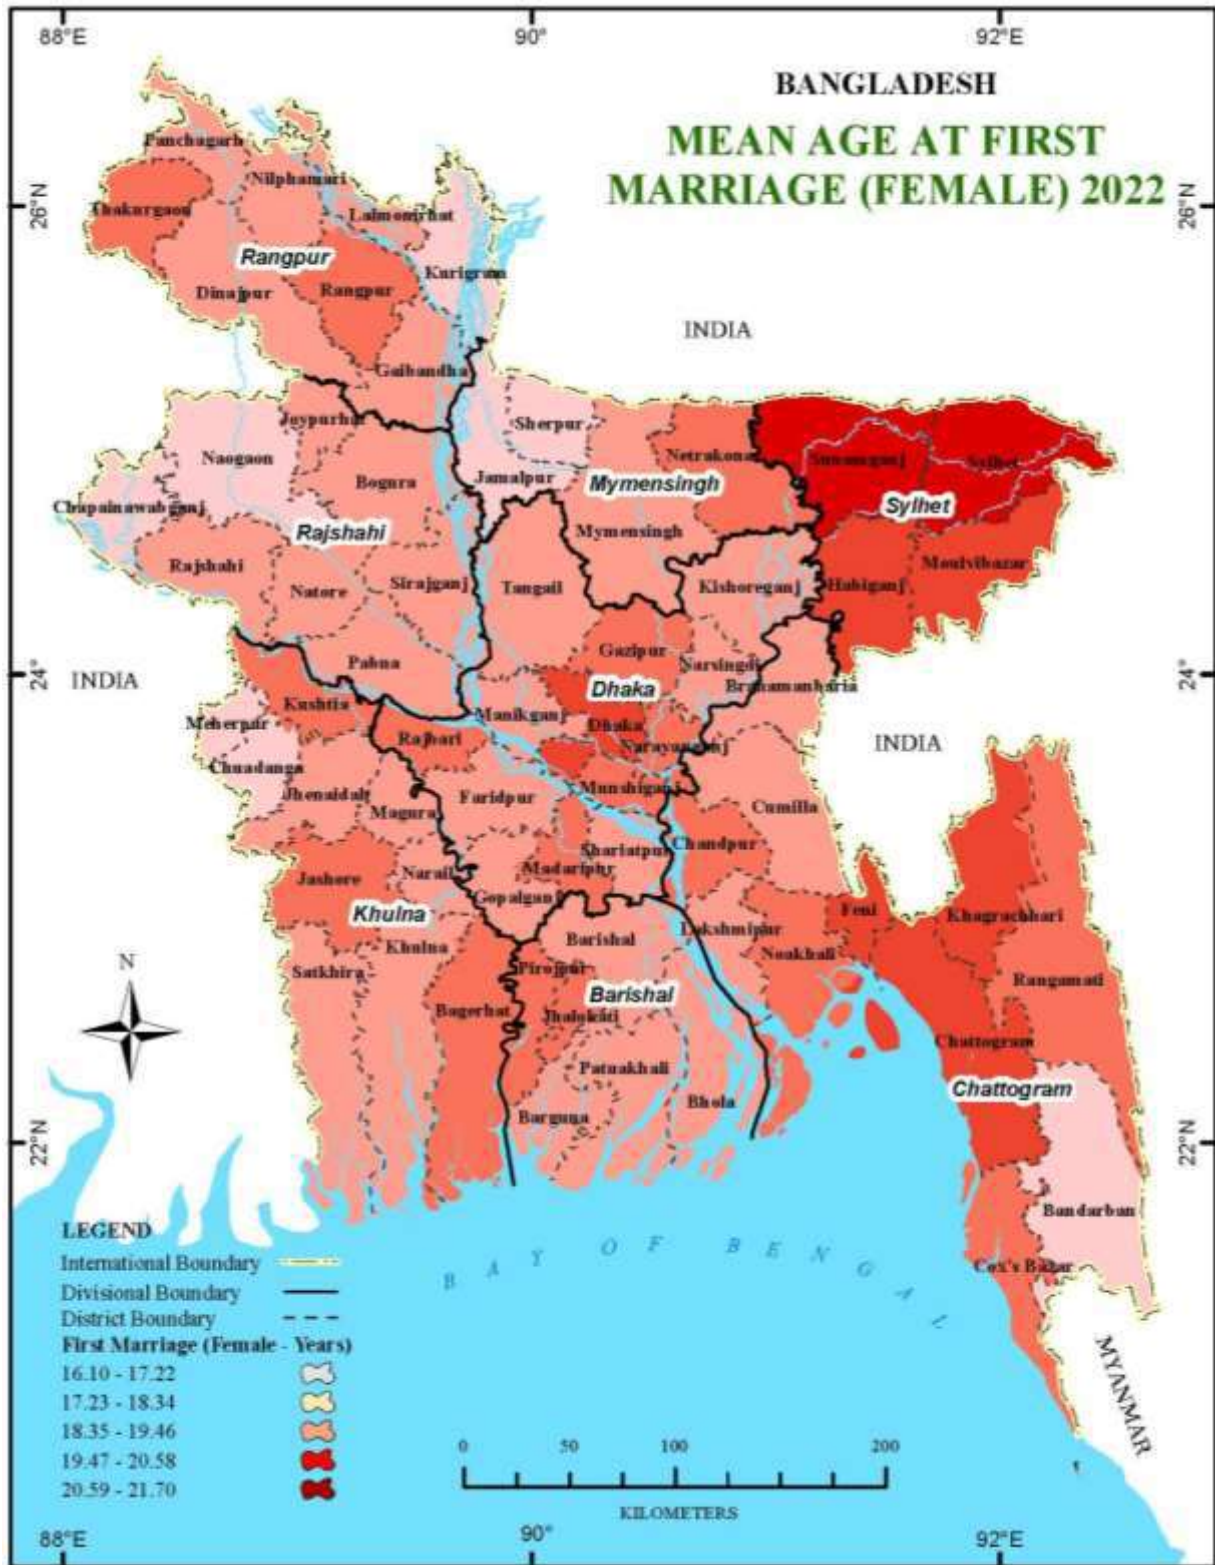 88°E
90°
92°E
BANGLADESH
MEAN AGE AT FIRST
MARRIAGE (FEMALE) 2022
26°N
26°N
Panchagarh
Nilphamari
Thakurgaon
Lalmonirhat
Rangpur
Kurigram
Dinajpur
Rangpur
INDIA
Gaibandha
Joypurhat
Sherpur
Naogaon
Netrakona
Sunamganj
Sylhet
Bogura
Jamalpur
Mymensingh
Chapainawabganj
Sylhet
Rajshahi
Mymensingh
Rajshahi
Moulvibazar
Natore
Sirajganj
Tangail
Kishoreganj
Habiganj
Gazipur
Pabna
Narsingdi
24°
INDIA
24°
Dhaka
Brahamanbaria
Kushtia
Meherpur
Manikganj
Dhaka
Rajbari
Narayanganj
INDIA
Chuadanga
Jhenaidah
Faridpur
Munshiganj
Magura
Cumilla
Shariatpur
Chandpur
Jashore
Narail
Madaripur
Gopalganj
Khulna
Feni
Khagrachhari
Khulna
Barishal
Lakshmipur
Noakhali
N
Satkhira
Pirojpur
Rangamati
Barishal
Bagerhat
Jhalokati
Chattogram
Patuakhali
Chattogram
Barguna
Bhola
22°N
22°N
Bandarban
BAY OF BENGAL
Cox's Bazar
MYANMAR
LEGEND
International Boundary
Divisional Boundary
District Boundary
First Marriage (Female - Years)
16.10 - 17.22
17.23 - 18.34
18.35 - 19.46
19.47 - 20.58
20.59 - 21.70
0 50 100 200
KILOMETERS
88°E
90°
92°E